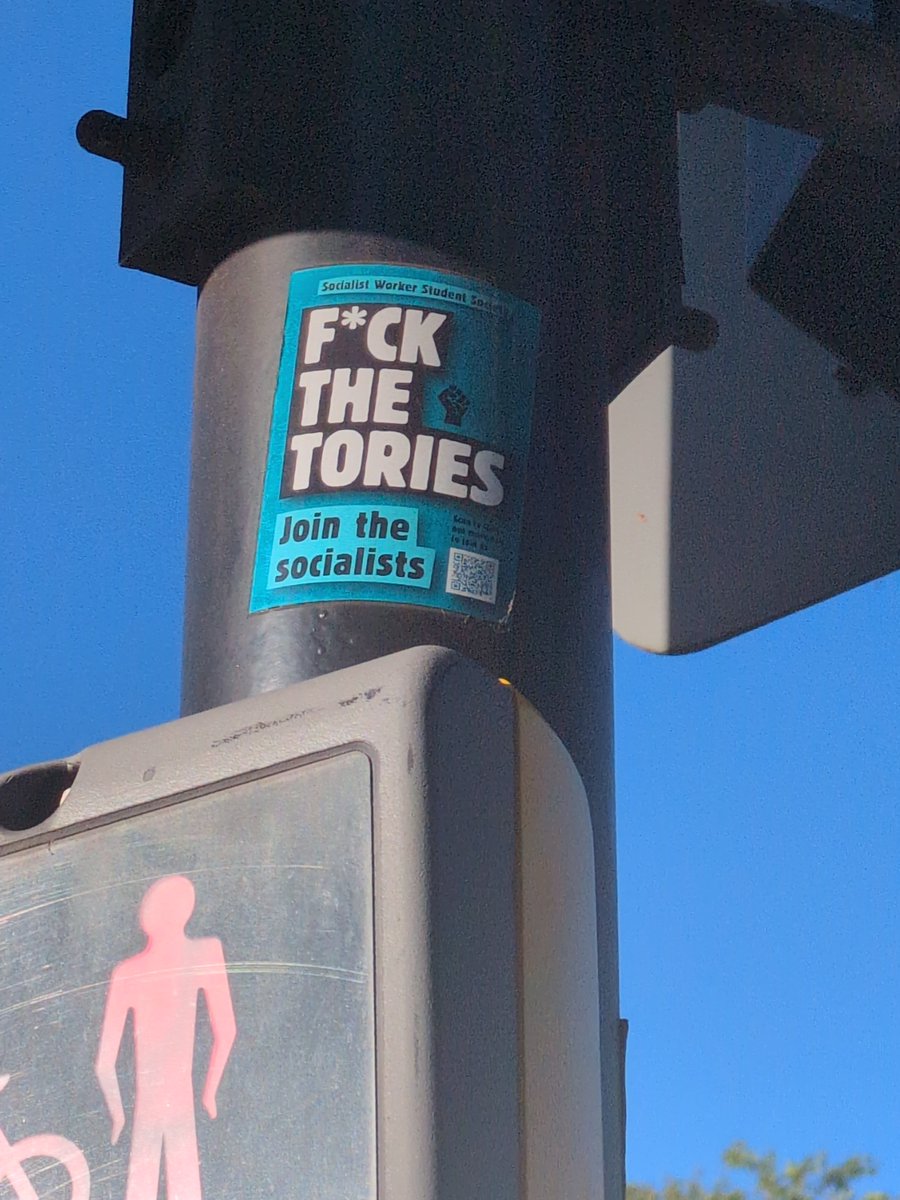 Socialist Worker Student
F*CK
THE
TORIES
Join the
socialists